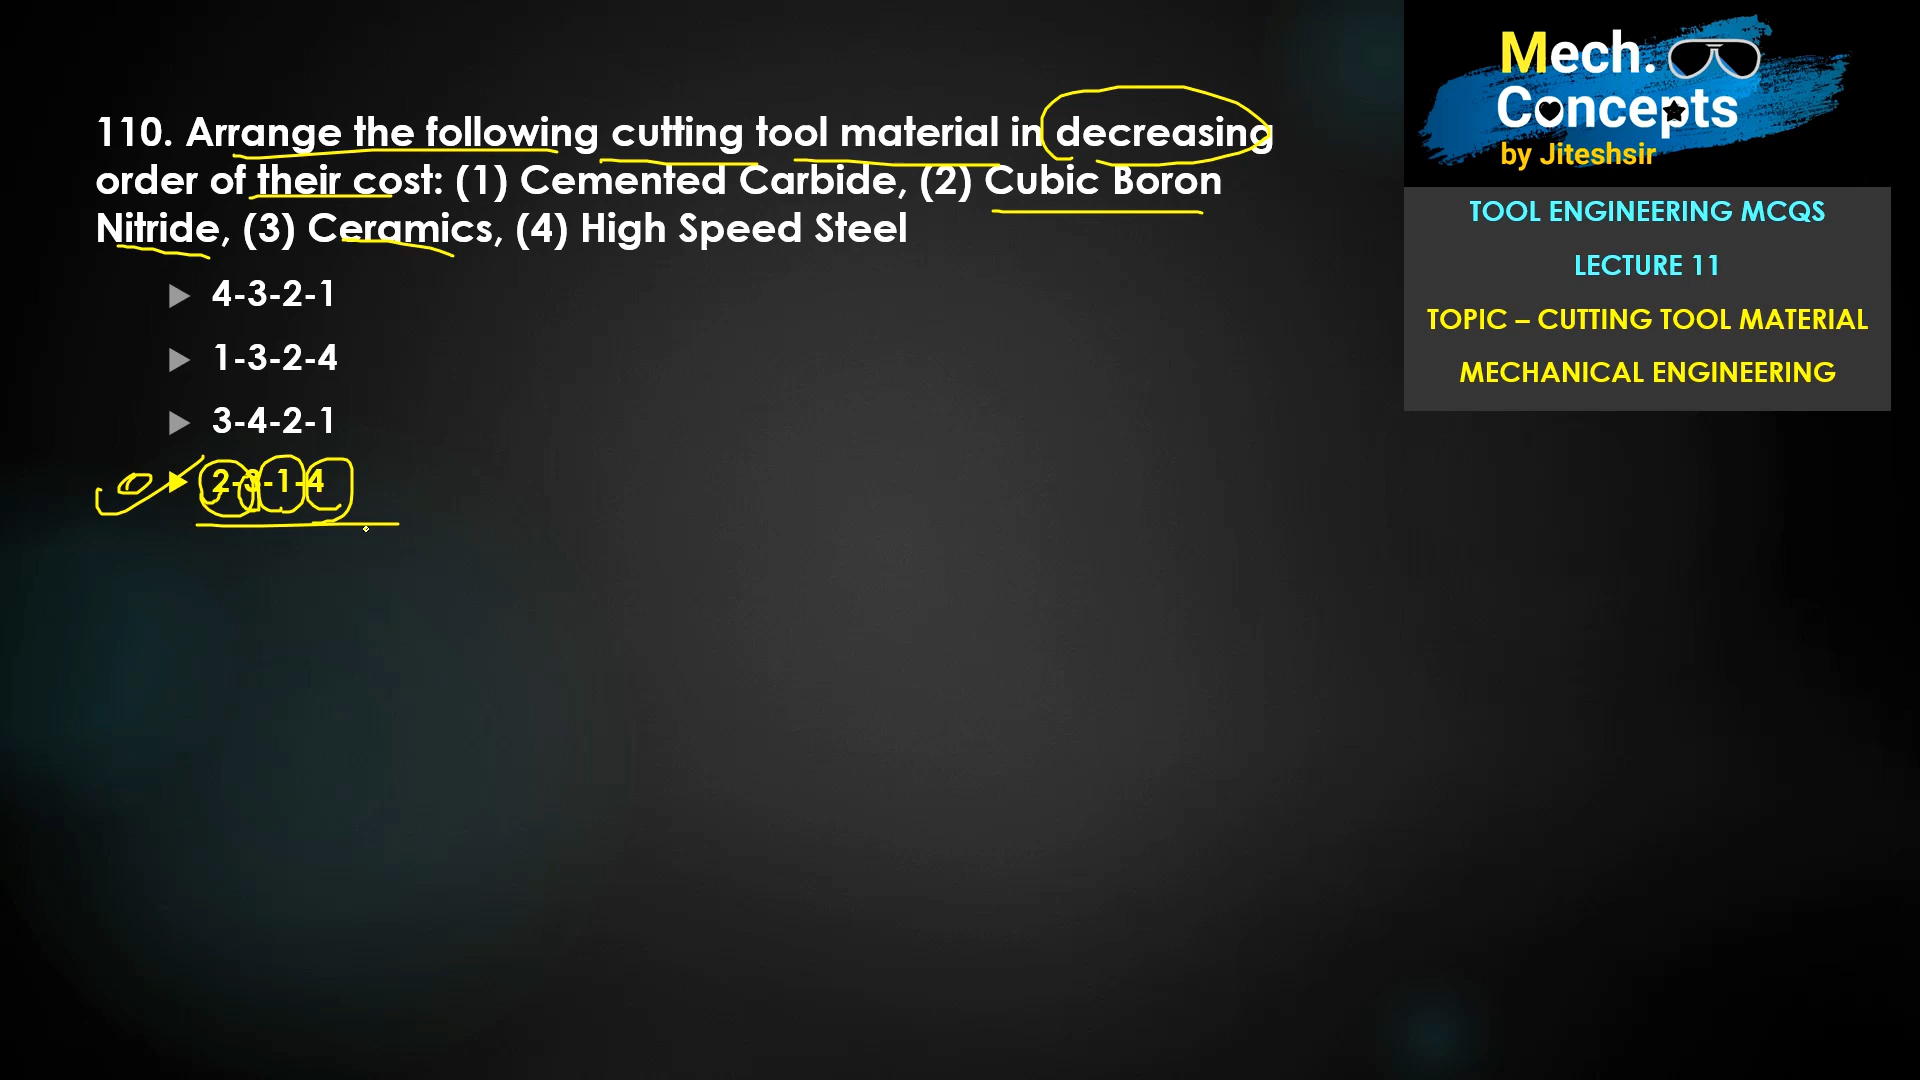 110. Arrange the following cutting tool material in decreasing
order of their cost: (1) Cemented Carbide, (2) Cubic Boron
Nitride, (3) Ceramics, (4) High Speed Steel
4-3-2-1
1-3-2-4
3-4-2-1
2-3-1-4
Mech.
Concepts
by Jiteshsir
TOOL ENGINEERING MCQS
LECTURE 11
TOPIC – CUTTING TOOL MATERIAL
MECHANICAL ENGINEERING